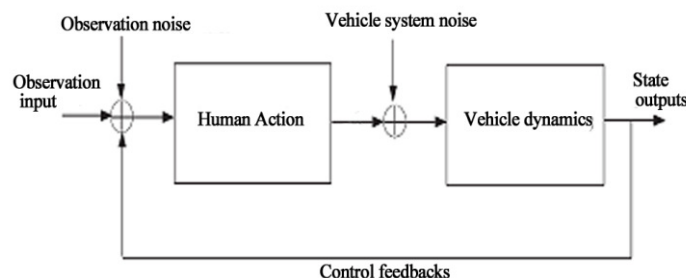 Observation noise
Vehicle system noise
Observation
input
State
outputs
Human Action
Vehicle dynamics
Control feedbacks